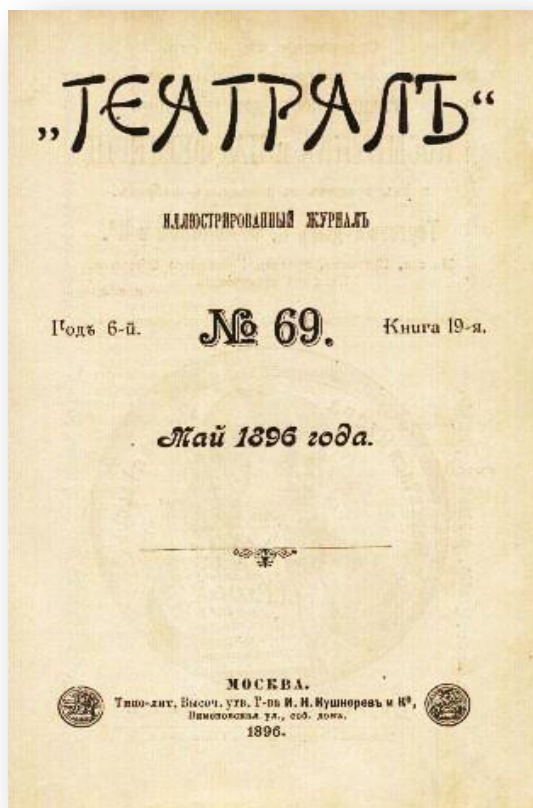 „ТЕАТРАЛЪ“
ИЛЛЮСТРИРОВАННЫЙ ЖУРНАЛЪ
Годъ 6-й. № 69. Книга 19-я.
Май 1896 года.
МОСКВА.
Типо-лит. Высоч. утв. Т-ва И. Н. Кушнеревъ и К⁰,
Пименовская ул., соб. домъ.
1896.